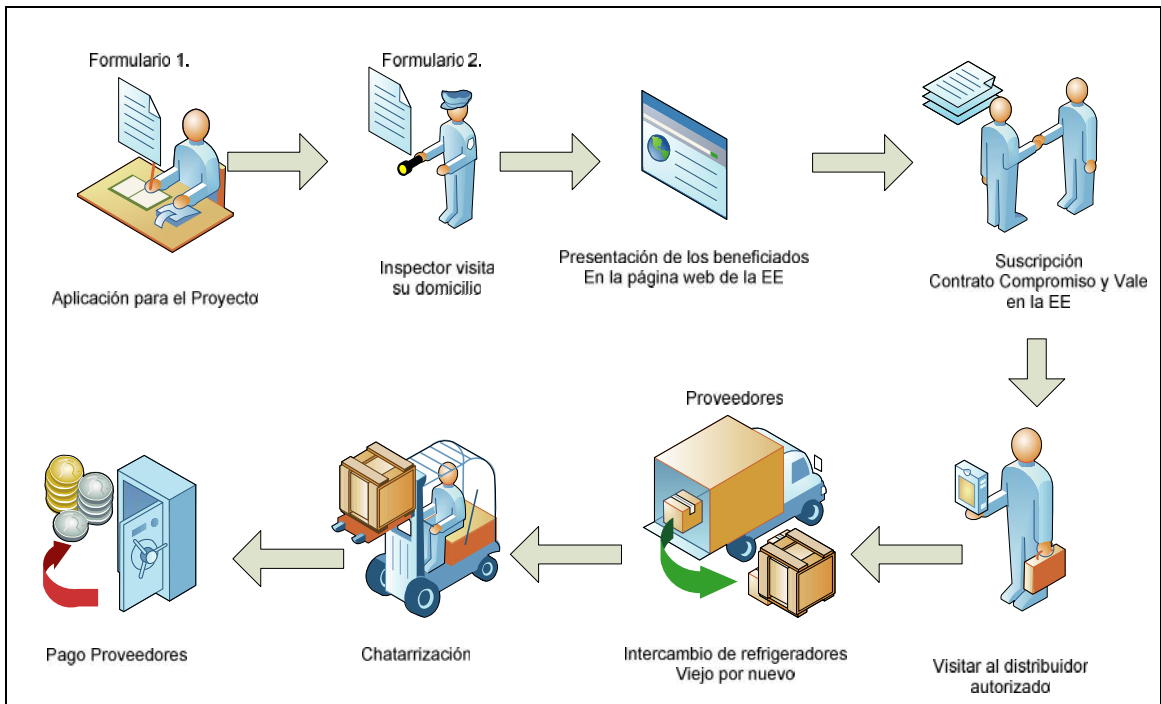 Formulario 1.
Aplicación para el Proyecto
Formulario 2.
Inspector visita
su domicilio
Presentación de los beneficiados
En la página web de la EE
Suscripción
Contrato Compromiso y Vale
en la EE
Visitar al distribuidor
autorizado
Proveedores
Intercambio de refrigeradores
Viejo por nuevo
Chatarrización
Pago Proveedores